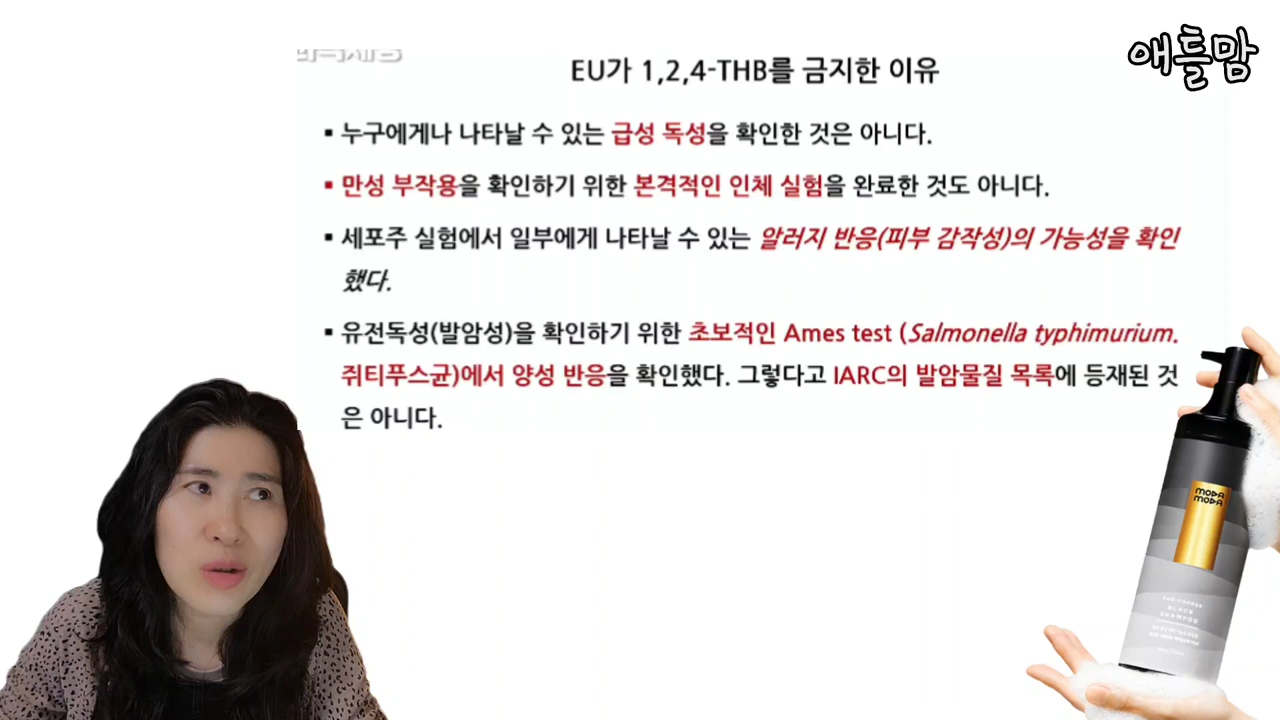 애틀맘
EU가 1,2,4-THB를 금지한 이유
▪ 누구에게나 나타날 수 있는 급성 독성을 확인한 것은 아니다.
▪ 만성 부작용을 확인하기 위한 본격적인 인체 실험을 완료한 것도 아니다.
▪ 세포주 실험에서 일부에게 나타날 수 있는 알러지 반응(피부 감작성)의 가능성을 확인
했다.
▪ 유전독성(발암성)을 확인하기 위한 초보적인 Ames test (Salmonella typhimurium.
쥐티푸스균)에서 양성 반응을 확인했다. 그렇다고 IARC의 발암물질 목록에 등재된 것
은 아니다.
MODA
MODA
BLACK
SHAMPOO